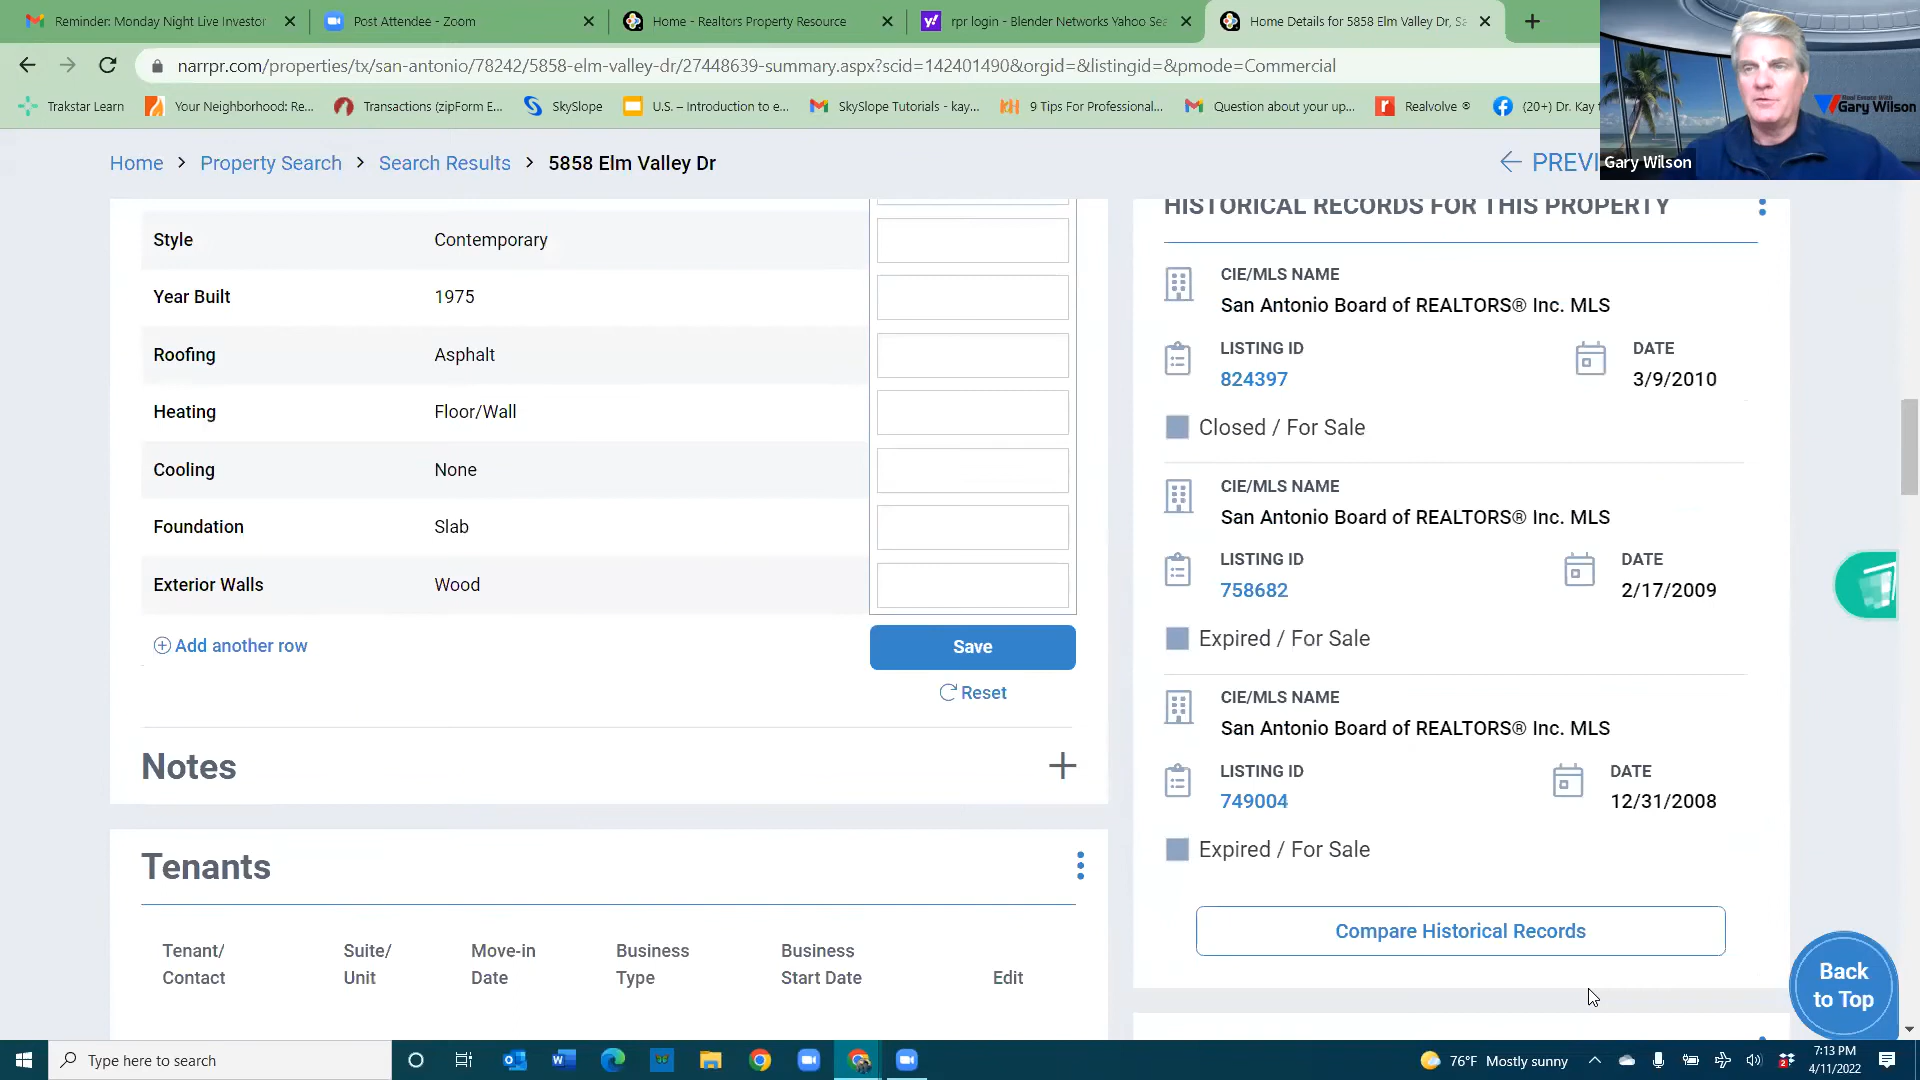 Reminder: Monday Night Live Investor
Post Attendee - Zoom
Home - Realtors Property Resource
rpr login - Blender Networks Yahoo Sea
Home Details for 5858 Elm Valley Dr, Sa
narrpr.com/properties/tx/san-antonio/78242/5858-elm-valley-dr/27448639-summary.aspx?scid=142401490&orgid=&listingid=&pmode=Commercial
Trakstar Learn
Your Neighborhood: Re...
Transactions (zipForm E...
SkySlope
U.S. – Introduction to e...
SkySlope Tutorials - kay...
9 Tips For Professional...
Question about your up...
Realvolve ®
(20+) Dr. Kay
Real Estate With
Gary Wilson
Gary Wilson
Home > Property Search > Search Results > 5858 Elm Valley Dr
← PREVI
Style Contemporary
Year Built 1975
Roofing Asphalt
Heating Floor/Wall
Cooling None
Foundation Slab
Exterior Walls Wood
Add another row
Save
Reset
Notes
Tenants
Tenant/
Contact
Suite/
Unit
Move-in
Date
Business
Type
Business
Start Date
Edit
HISTORICAL RECORDS FOR THIS PROPERTY
CIE/MLS NAME
San Antonio Board of REALTORS® Inc. MLS
LISTING ID
824397
DATE
3/9/2010
Closed / For Sale
CIE/MLS NAME
San Antonio Board of REALTORS® Inc. MLS
LISTING ID
758682
DATE
2/17/2009
Expired / For Sale
CIE/MLS NAME
San Antonio Board of REALTORS® Inc. MLS
LISTING ID
749004
DATE
12/31/2008
Expired / For Sale
Compare Historical Records
Back
to Top
Type here to search
76°F Mostly sunny
7:13 PM
4/11/2022